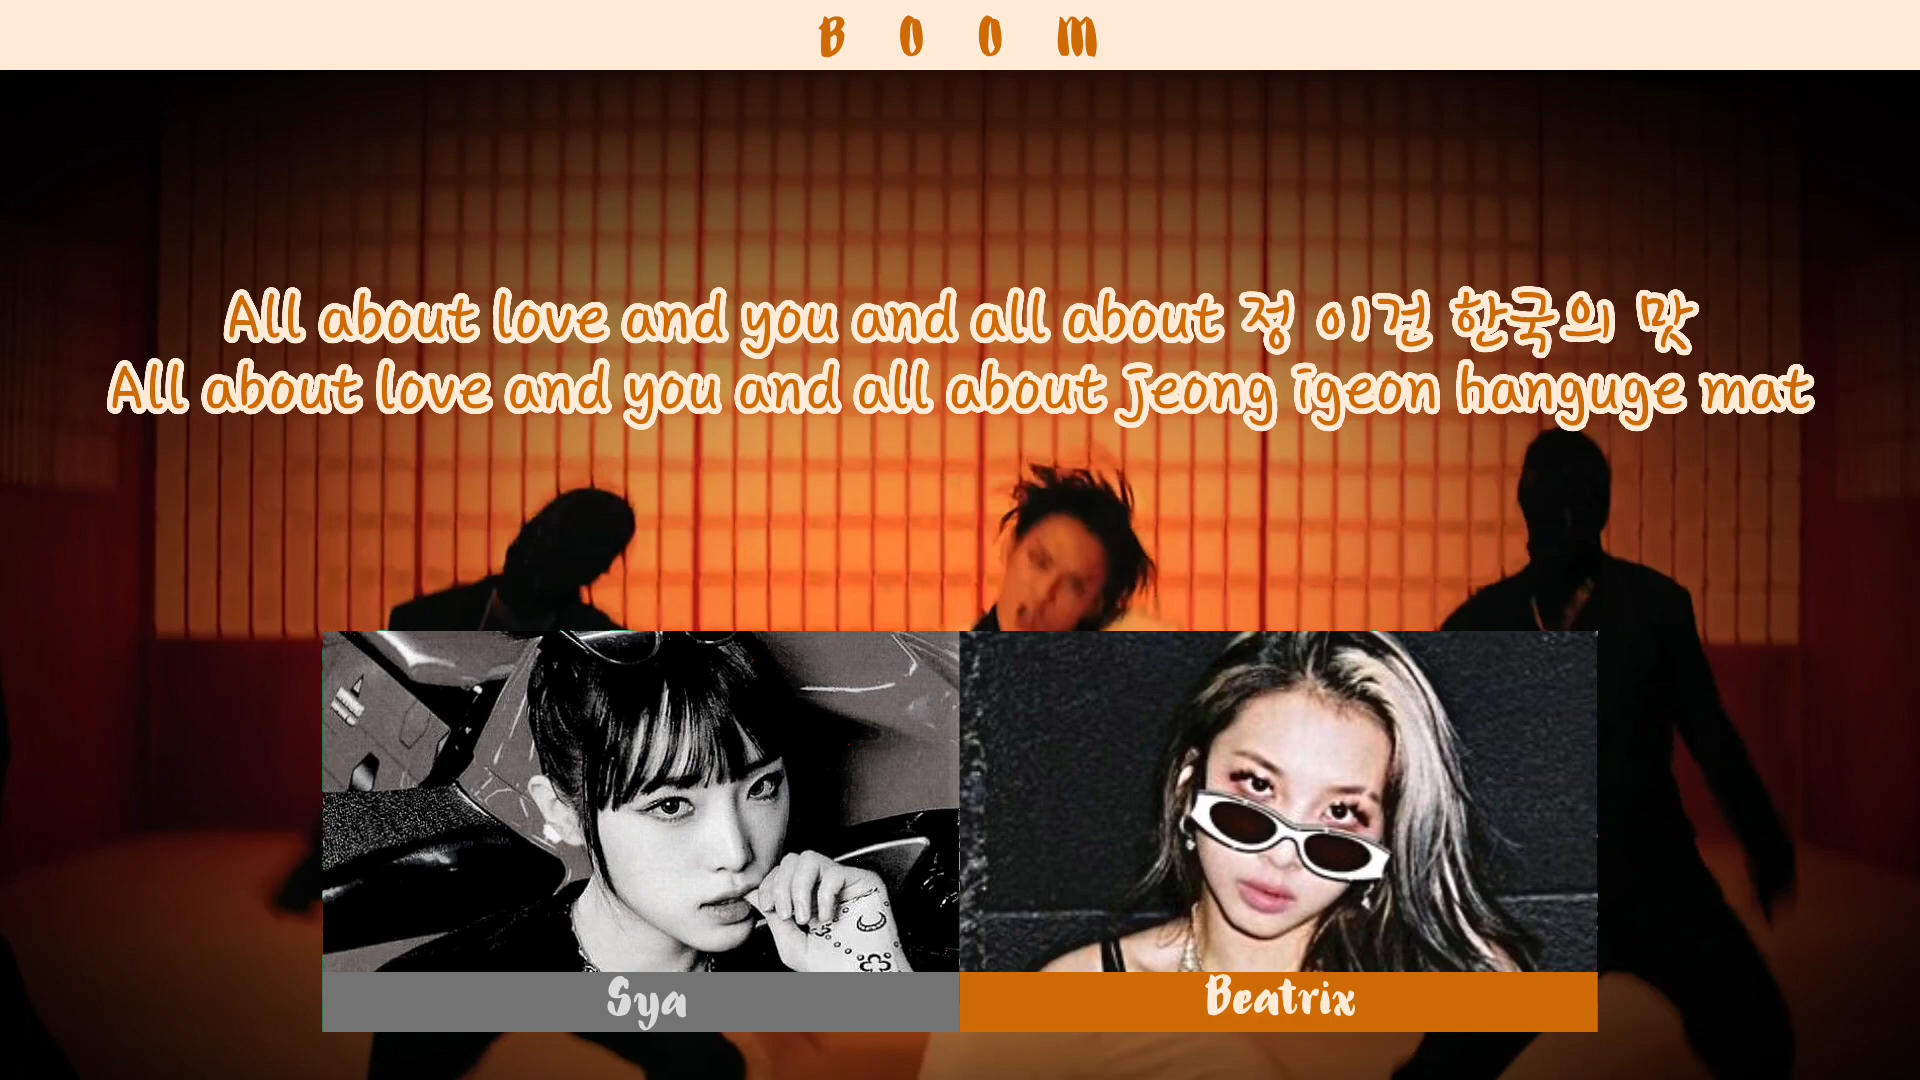 B O O M
All about love and you and all about 정 이건 한국의 맛
All about love and you and all about jeong igeon hanguge mat
Sya
Beatrix